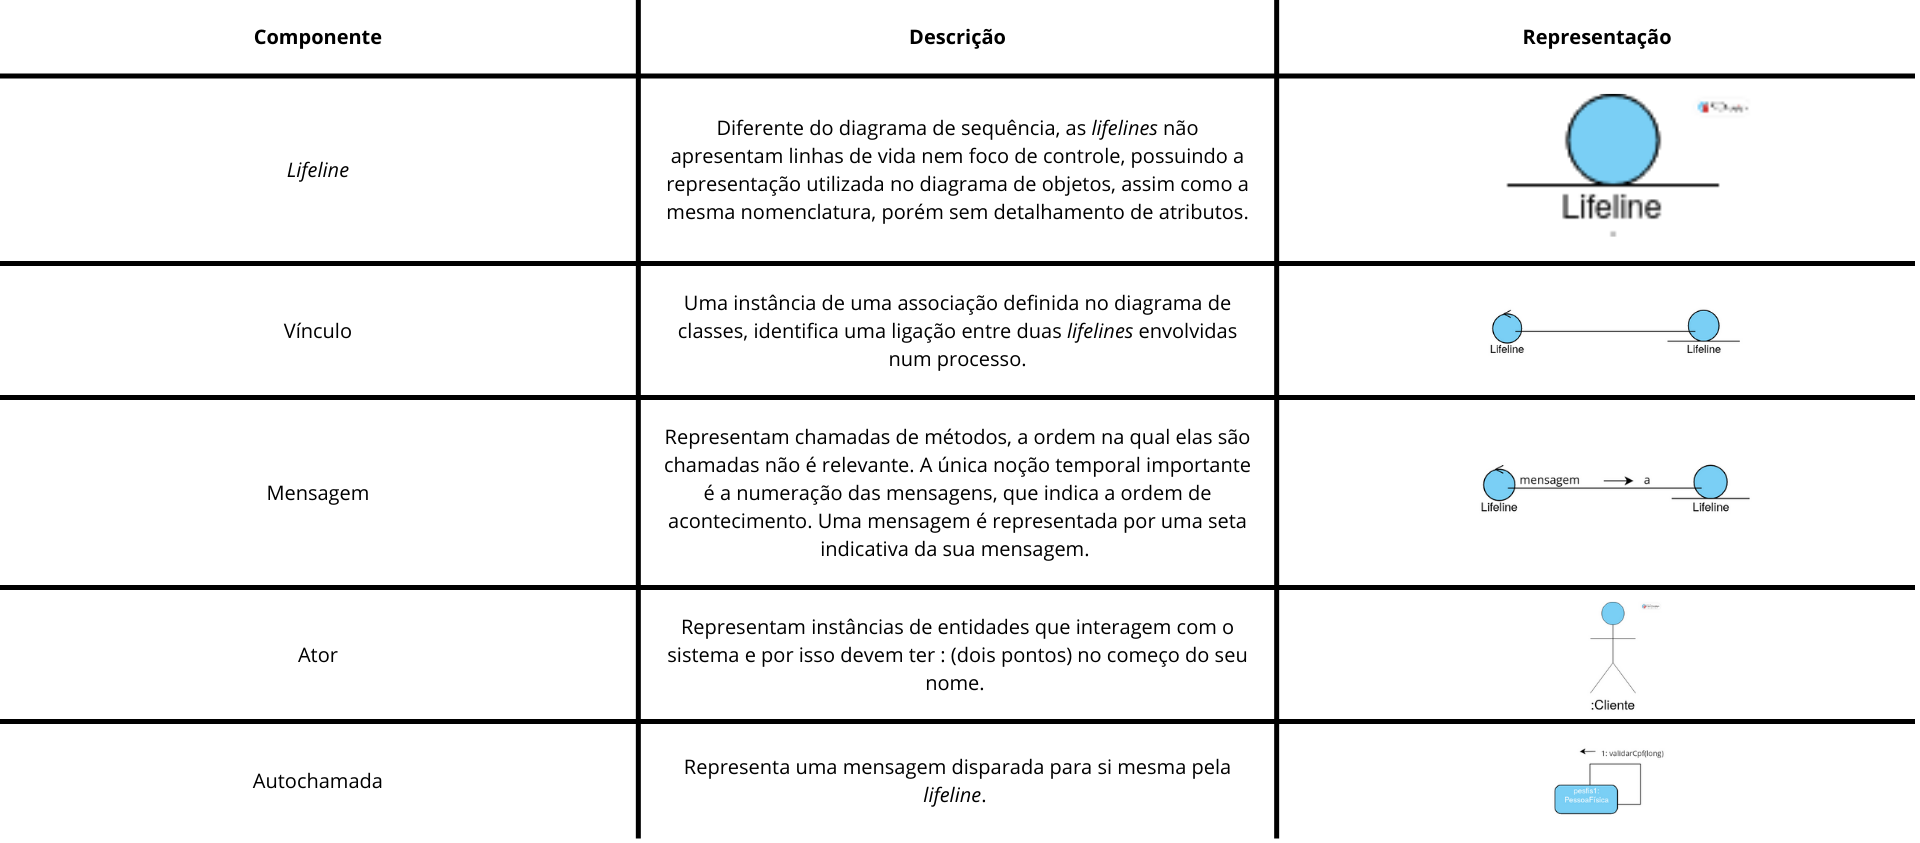 Componente
Descrição
Representação
Lifeline
Diferente do diagrama de sequência, as lifelines não
apresentam linhas de vida nem foco de controle, possuindo a
representação utilizada no diagrama de objetos, assim como a
mesma nomenclatura, porém sem detalhamento de atributos.
Lifeline
Vínculo
Uma instância de uma associação definida no diagrama de
classes, identifica uma ligação entre duas lifelines envolvidas
num processo.
Lifeline
Lifeline
Mensagem
Representam chamadas de métodos, a ordem na qual elas são
chamadas não é relevante. A única noção temporal importante
é a numeração das mensagens, que indica a ordem de
acontecimento. Uma mensagem é representada por uma seta
indicativa da sua mensagem.
mensagem
a
Lifeline
Lifeline
Ator
Representam instâncias de entidades que interagem com o
sistema e por isso devem ter : (dois pontos) no começo do seu
nome.
:Cliente
Autochamada
Representa uma mensagem disparada para si mesma pela
lifeline.
1: validarCpf(long)
pesfis1:
PessoaFisica